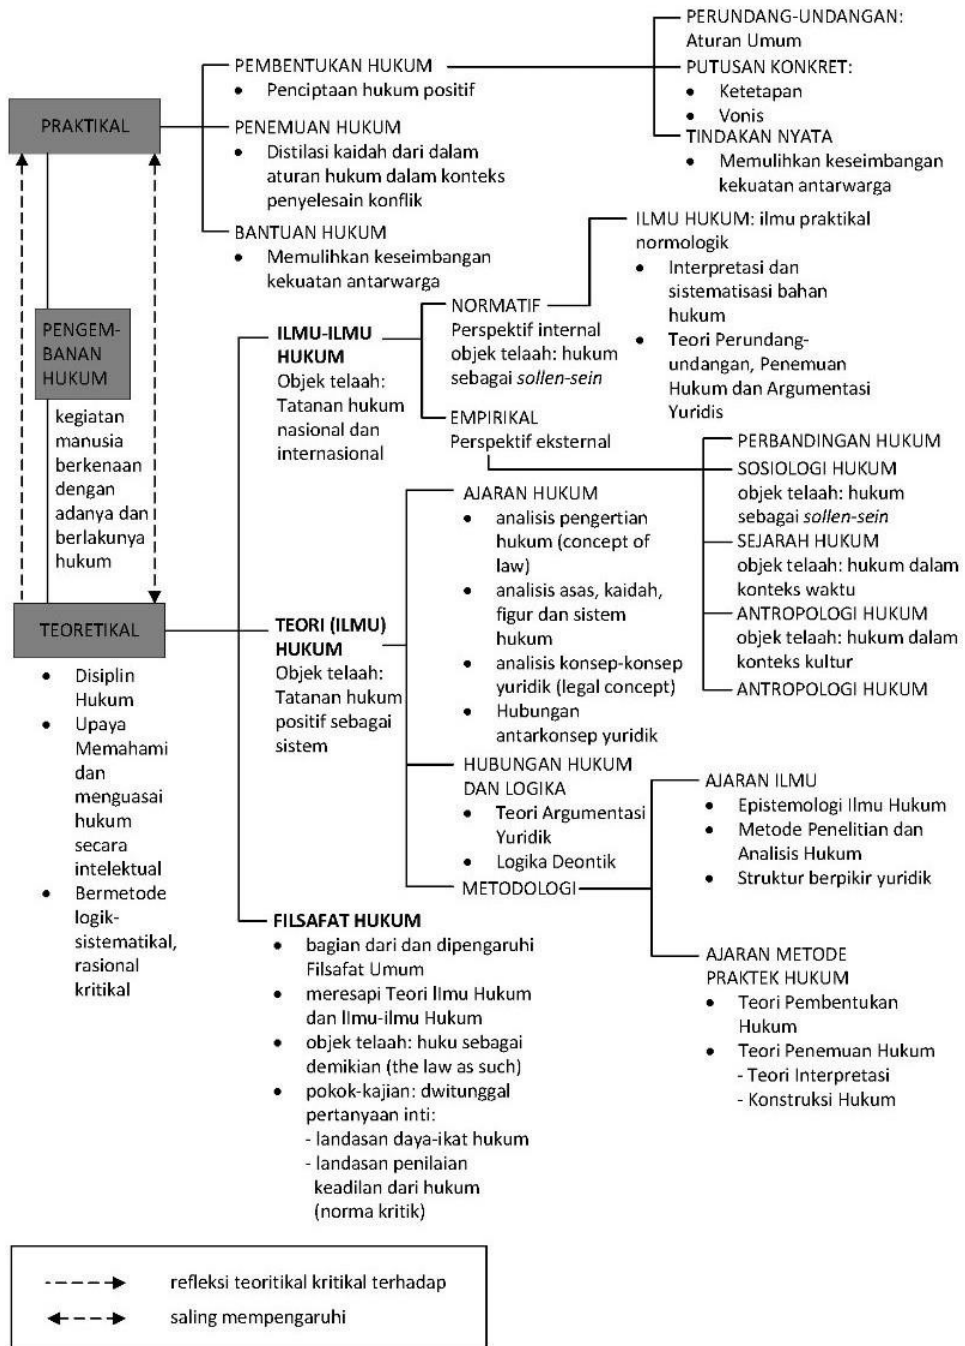 PRAKTIKAL
PEMBENTUKAN HUKUM
• Penciptaan hukum positif
PENEMUAN HUKUM
• Distilasi kaidah dari dalam
aturan hukum dalam konteks
penyelesain konflik
BANTUAN HUKUM
• Memulihkan keseimbangan
kekuatan antarwarga
PERUNDANG-UNDANGAN:
Aturan Umum
PUTUSAN KONKRET:
• Ketetapan
• Vonis
TINDAKAN NYATA
• Memulihkan keseimbangan
kekuatan antarwarga
PENGEM-
BANAN
HUKUM
kegiatan
manusia
berkenaan
dengan
adanya dan
berlakunya
hukum
TEORETIKAL
• Disiplin
Hukum
• Upaya
Memahami
dan
menguasai
hukum
secara
intelektual
• Bermetode
logik-
sistematikal,
rasional
kritikal
ILMU-ILMU
HUKUM
Objek telaah:
Tatanan hukum
nasional dan
internasional
NORMATIF
Perspektif internal
objek telaah: hukum
sebagai sollen-sein
ILMU HUKUM: ilmu praktikal
normologik
• Interpretasi dan
sistematisasi bahan
hukum
• Teori Perundang-
undangan, Penemuan
Hukum dan Argumentasi
Yuridis
EMPIRIKAL
Perspektif eksternal
PERBANDINGAN HUKUM
SOSIOLOGI HUKUM
objek telaah: hukum
sebagai sollen-sein
SEJARAH HUKUM
objek telaah: hukum dalam
konteks waktu
ANTROPOLOGI HUKUM
objek telaah: hukum dalam
konteks kultur
ANTROPOLOGI HUKUM
TEORI (ILMU)
HUKUM
Objek telaah:
Tatanan hukum
positif sebagai
sistem
AJARAN HUKUM
• analisis pengertian
hukum (concept of
law)
• analisis asas, kaidah,
figur dan sistem
hukum
• analisis konsep-konsep
yuridik (legal concept)
• Hubungan
antarkonsep yuridik
HUBUNGAN HUKUM
DAN LOGIKA
• Teori Argumentasi
Yuridik
• Logika Deontik
METODOLOGI
AJARAN ILMU
• Epistemologi Ilmu Hukum
• Metode Penelitian dan
Analisis Hukum
• Struktur berpikir yuridik
AJARAN METODE
PRAKTEK HUKUM
• Teori Pembentukan
Hukum
• Teori Penemuan Hukum
- Teori Interpretasi
- Konstruksi Hukum
FILSAFAT HUKUM
• bagian dari dan dipengaruhi
Filsafat Umum
• meresapi Teori Ilmu Hukum
dan Ilmu-ilmu Hukum
• objek telaah: huku sebagai
demikian (the law as such)
• pokok-kajian: dwitunggal
pertanyaan inti:
- landasan daya-ikat hukum
- landasan penilaian
keadilan dari hukum
(norma kritik)
refleksi teoritikal kritikal terhadap
saling mempengaruhi